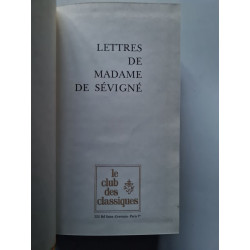 LETTRES
DE
MADAME
DE SÉVIGNÉ
le
club
des
classiques